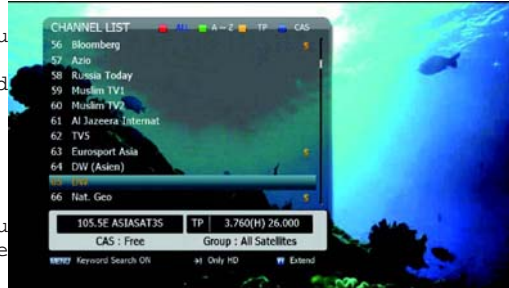 u
CHANNEL LIST ALL A ~ Z TP CAS
56 Bloomberg $
57 Azio
d
58 Russia Today
59 Muslim TV1
60 Muslim TV2
61 Al Jazeera Internat
62 TV5
63 Eurosport Asia $
64 DW (Asien)
65 DW
66 Nat. Geo $
u
105.5E ASIASAT3S TP 3.760(H) 26.000
e
CAS : Free Group : All Satellites
MENU Keyword Search ON Only HD Extend